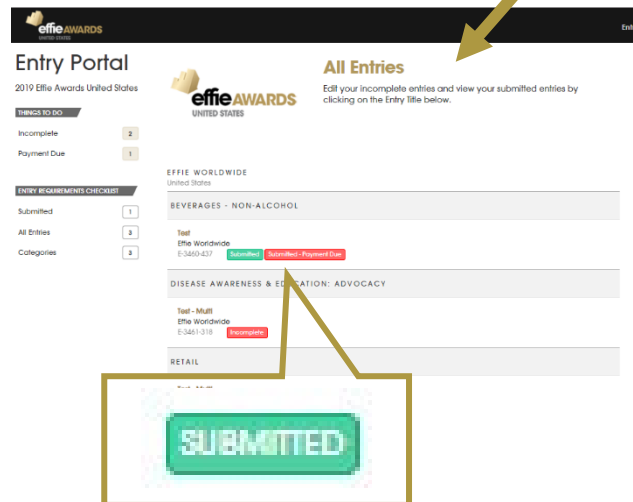 effie AWARDS
UNITED STATES
Entry Portal
2019 Effie Awards United States
THINGS TO DO
Incomplete 2
Payment Due 1
ENTRY REQUIREMENTS CHECKLIST
Submitted 1
All Entries 3
Categories 3
effie AWARDS
UNITED STATES
All Entries
Edit your incomplete entries and view your submitted entries by
clicking on the Entry Title below.
EFFIE WORLDWIDE
United States
BEVERAGES - NON-ALCOHOL
Test
Effie Worldwide
E-3460-437 Submitted Submitted - Payment Due
DISEASE AWARENESS & EDUCATION: ADVOCACY
Test - Multi
Effie Worldwide
E-3461-318 Incomplete
RETAIL
SUBMITTED